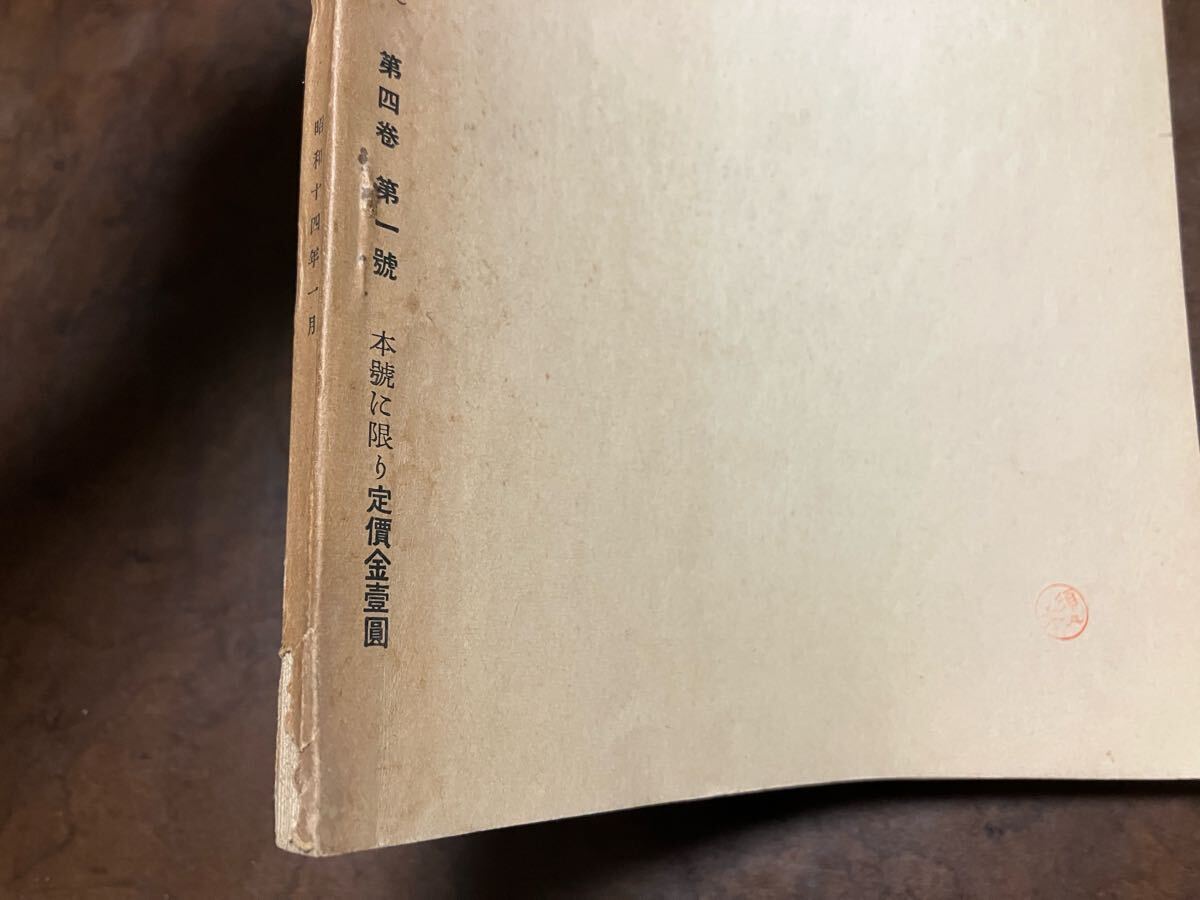 第四卷 第一號 本號に限り定價金壹圓
昭和十四年一月